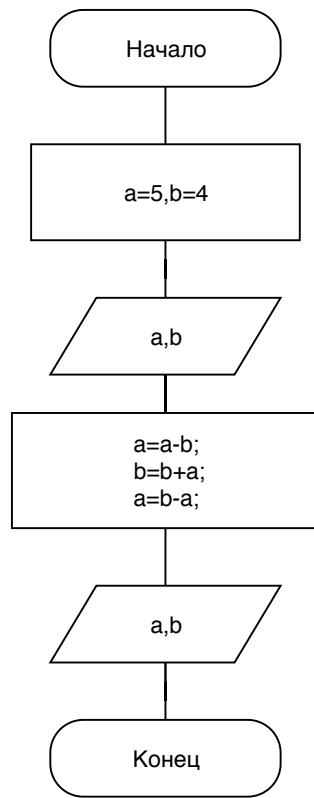 Начало
a=5,b=4
a,b
a=a-b;
b=b+a;
a=b-a;
a,b
Конец